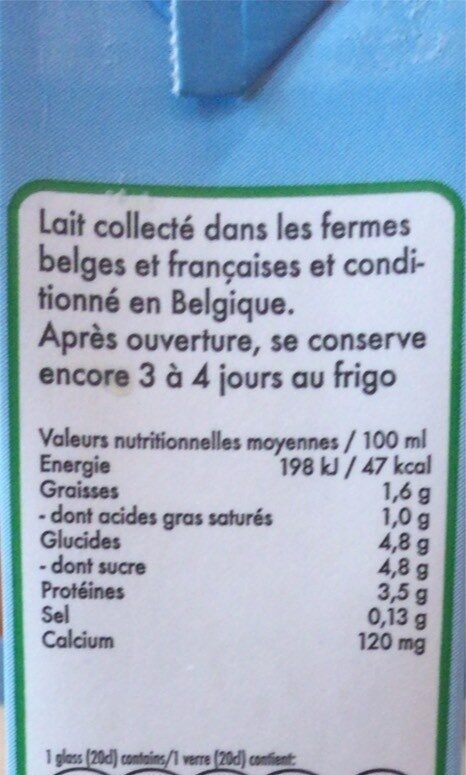 Lait collecté dans les fermes
belges et françaises et condi-
tionné en Belgique.
Après ouverture, se conserve
encore 3 à 4 jours au frigo
Valeurs nutritionnelles moyennes / 100 ml
Energie 198 kJ / 47 kcal
Graisses 1,6 g
- dont acides gras saturés 1,0 g
Glucides 4,8 g
- dont sucre 4,8 g
Protéines 3,5 g
Sel 0,13 g
Calcium 120 mg
1 glass (20cl) contains/1 verre (20cl) contient: